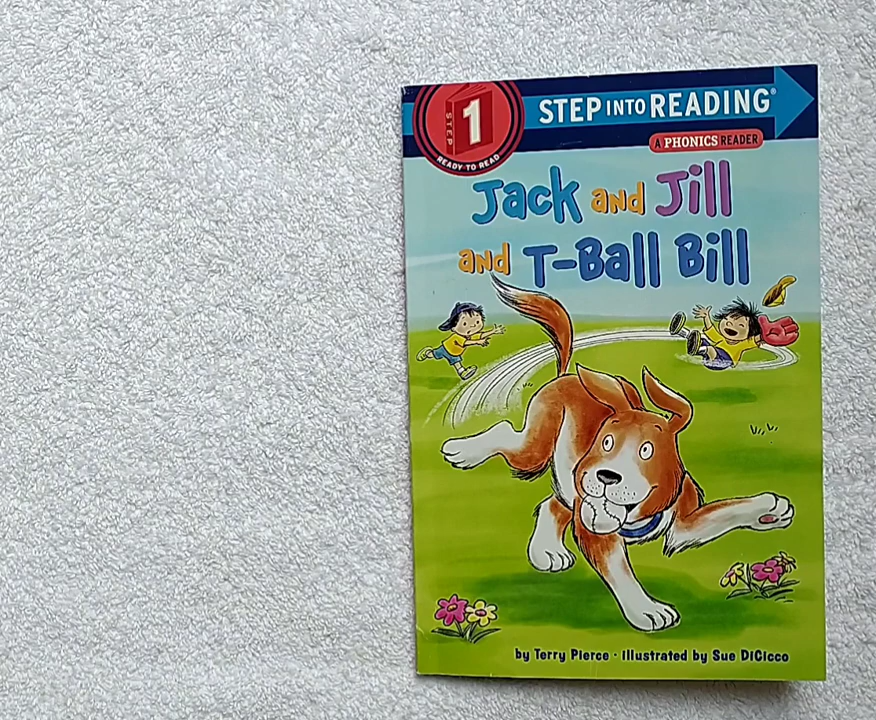 STEP 1
READY TO READ
STEP INTO READING®
A PHONICS READER
Jack and Jill
and T-Ball Bill
by Terry Pierce · illustrated by Sue DiCicco